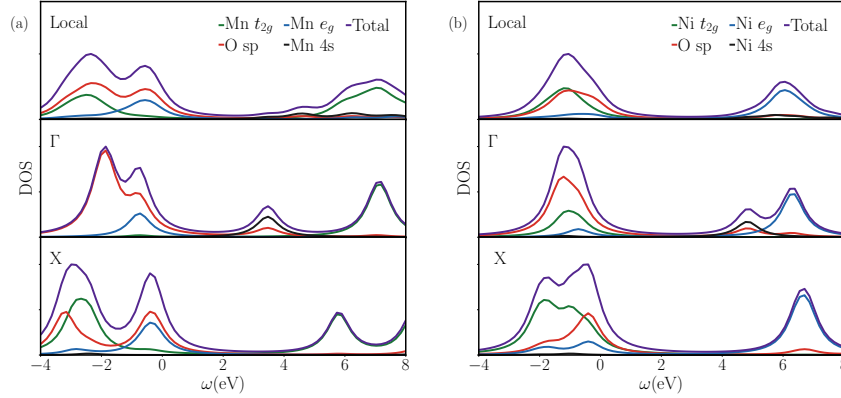 (a)
Local
Mn t2g
Mn eg
Total
O sp
Mn 4s
Γ
DOS
X
−4
−2
0
2
4
6
8
ω(eV)
(b)
Local
Ni t2g
Ni eg
Total
O sp
Ni 4s
Γ
DOS
X
−4
−2
0
2
4
6
8
ω(eV)